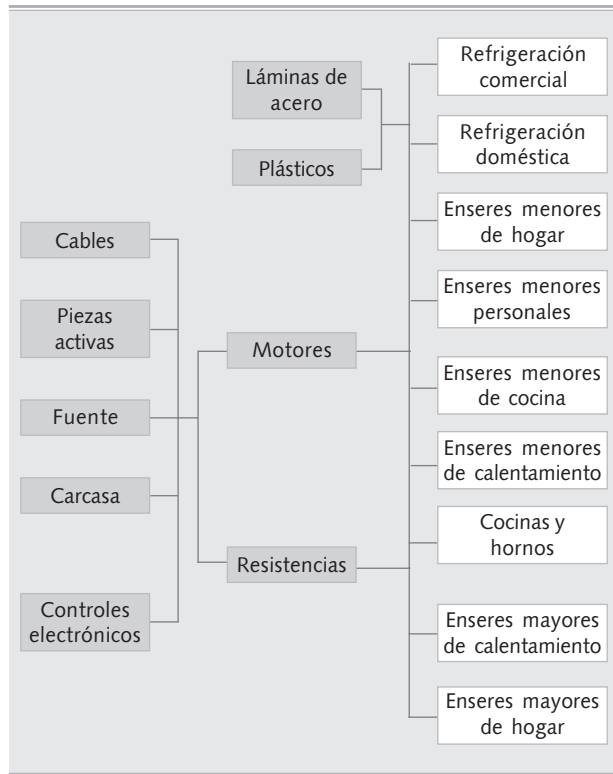 Láminas de
acero
Plásticos
Cables
Piezas
activas
Fuente
Carcasa
Controles
electrónicos
Motores
Resistencias
Refrigeración
comercial
Refrigeración
doméstica
Enseres menores
de hogar
Enseres menores
personales
Enseres menores
de cocina
Enseres menores
de calentamiento
Cocinas y
hornos
Enseres mayores
de calentamiento
Enseres mayores
de hogar